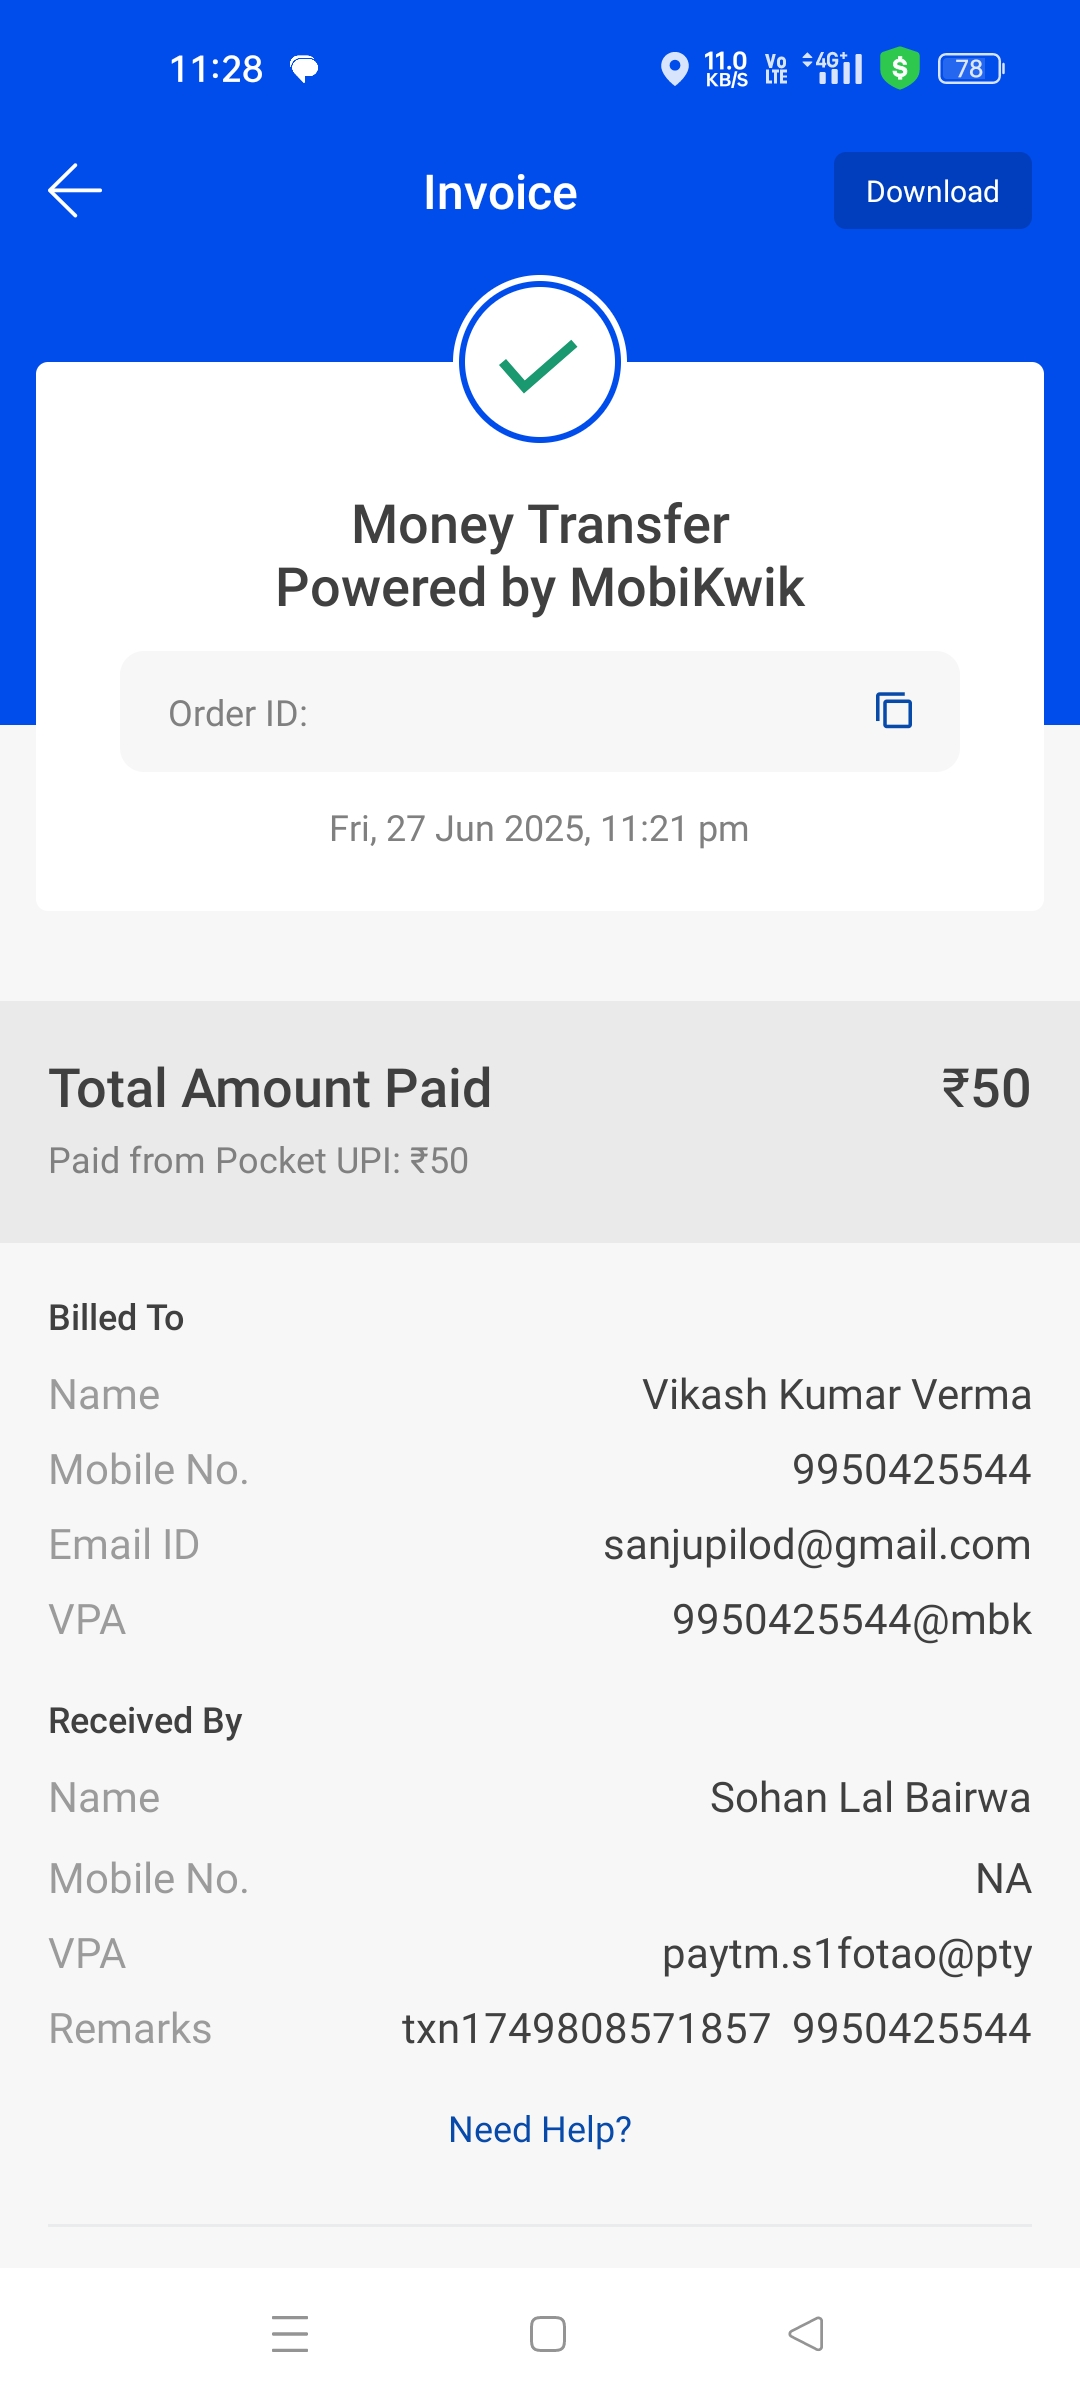 11:28
11.0 KB/S
Vo LTE
4G+
78
Invoice
Download
Money Transfer
Powered by MobiKwik
Order ID:
Fri, 27 Jun 2025, 11:21 pm
Total Amount Paid ₹50
Paid from Pocket UPI: ₹50
Billed To
Name Vikash Kumar Verma
Mobile No. 9950425544
Email ID sanjupilod@gmail.com
VPA 9950425544@mbk
Received By
Name Sohan Lal Bairwa
Mobile No. NA
VPA paytm.s1fotao@pty
Remarks txn1749808571857 9950425544
Need Help?